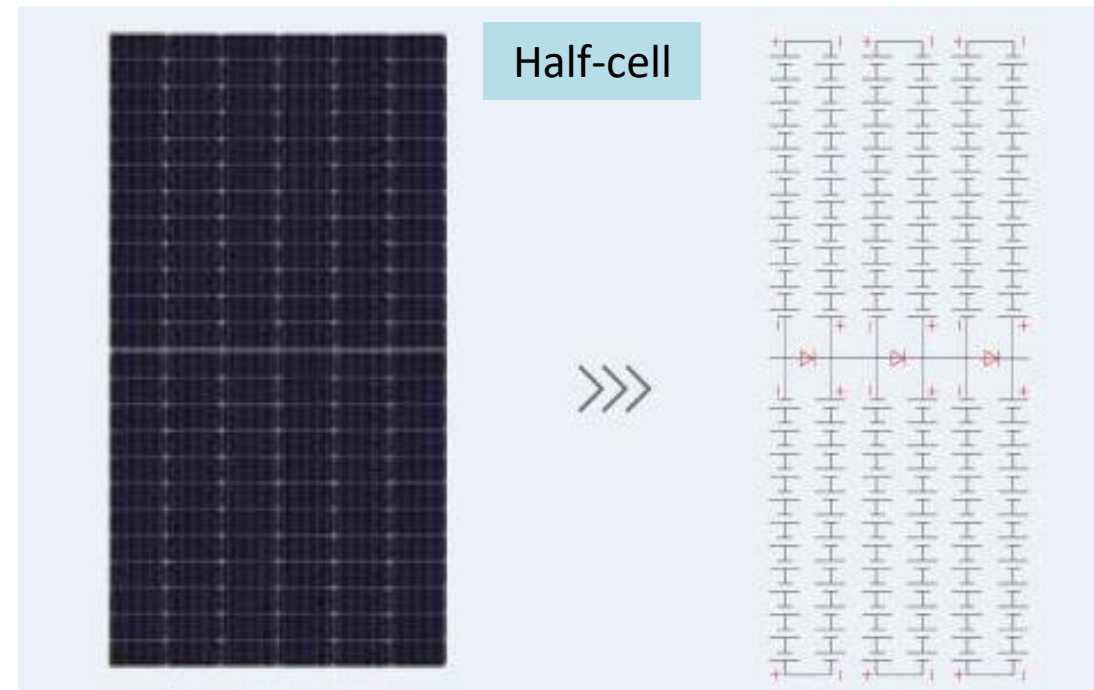 Half-cell
+ - + - + -
- + - + - +
- + - + - +
+ - + - + -